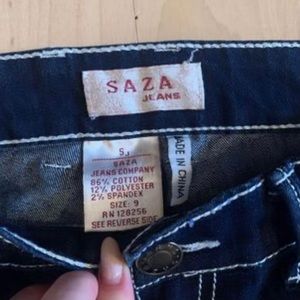 SAZA
JEANS
SJ
SAZA
JEANS COMPANY
86% COTTON
12% POLYESTER
2% SPANDEX
SIZE: 9
RN 128256
SEE REVERSE SIDE
MADE IN CHINA